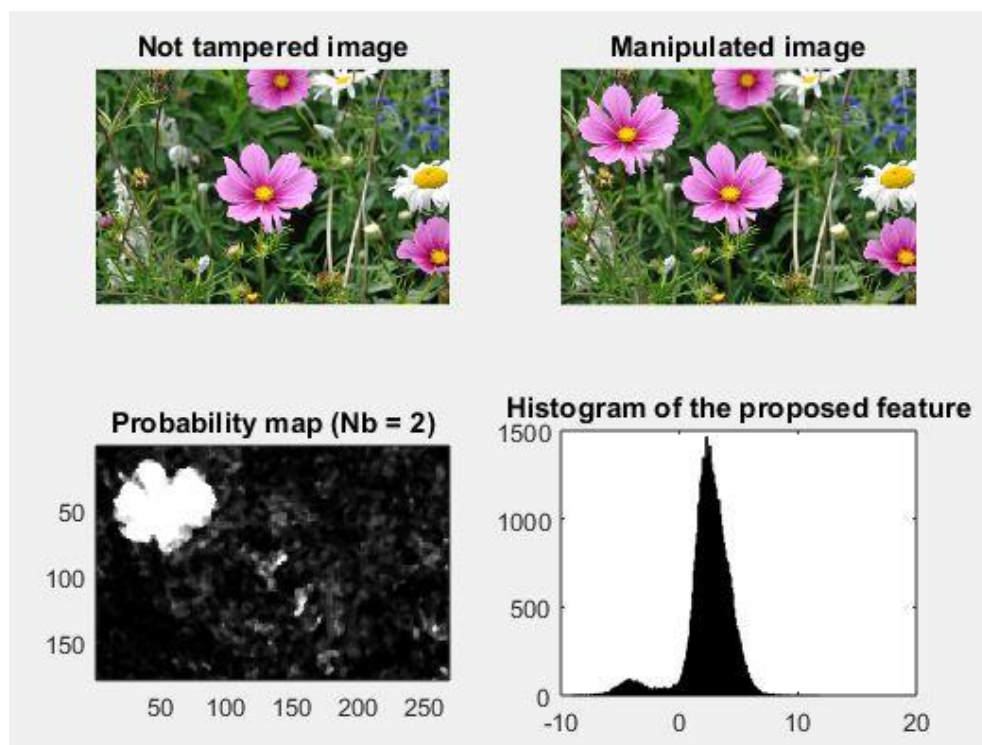 Not tampered image
Manipulated image
Probability map (Nb = 2)
50
100
150
50 100 150 200 250
Histogram of the proposed feature
1500
1000
500
0
-10 0 10 20